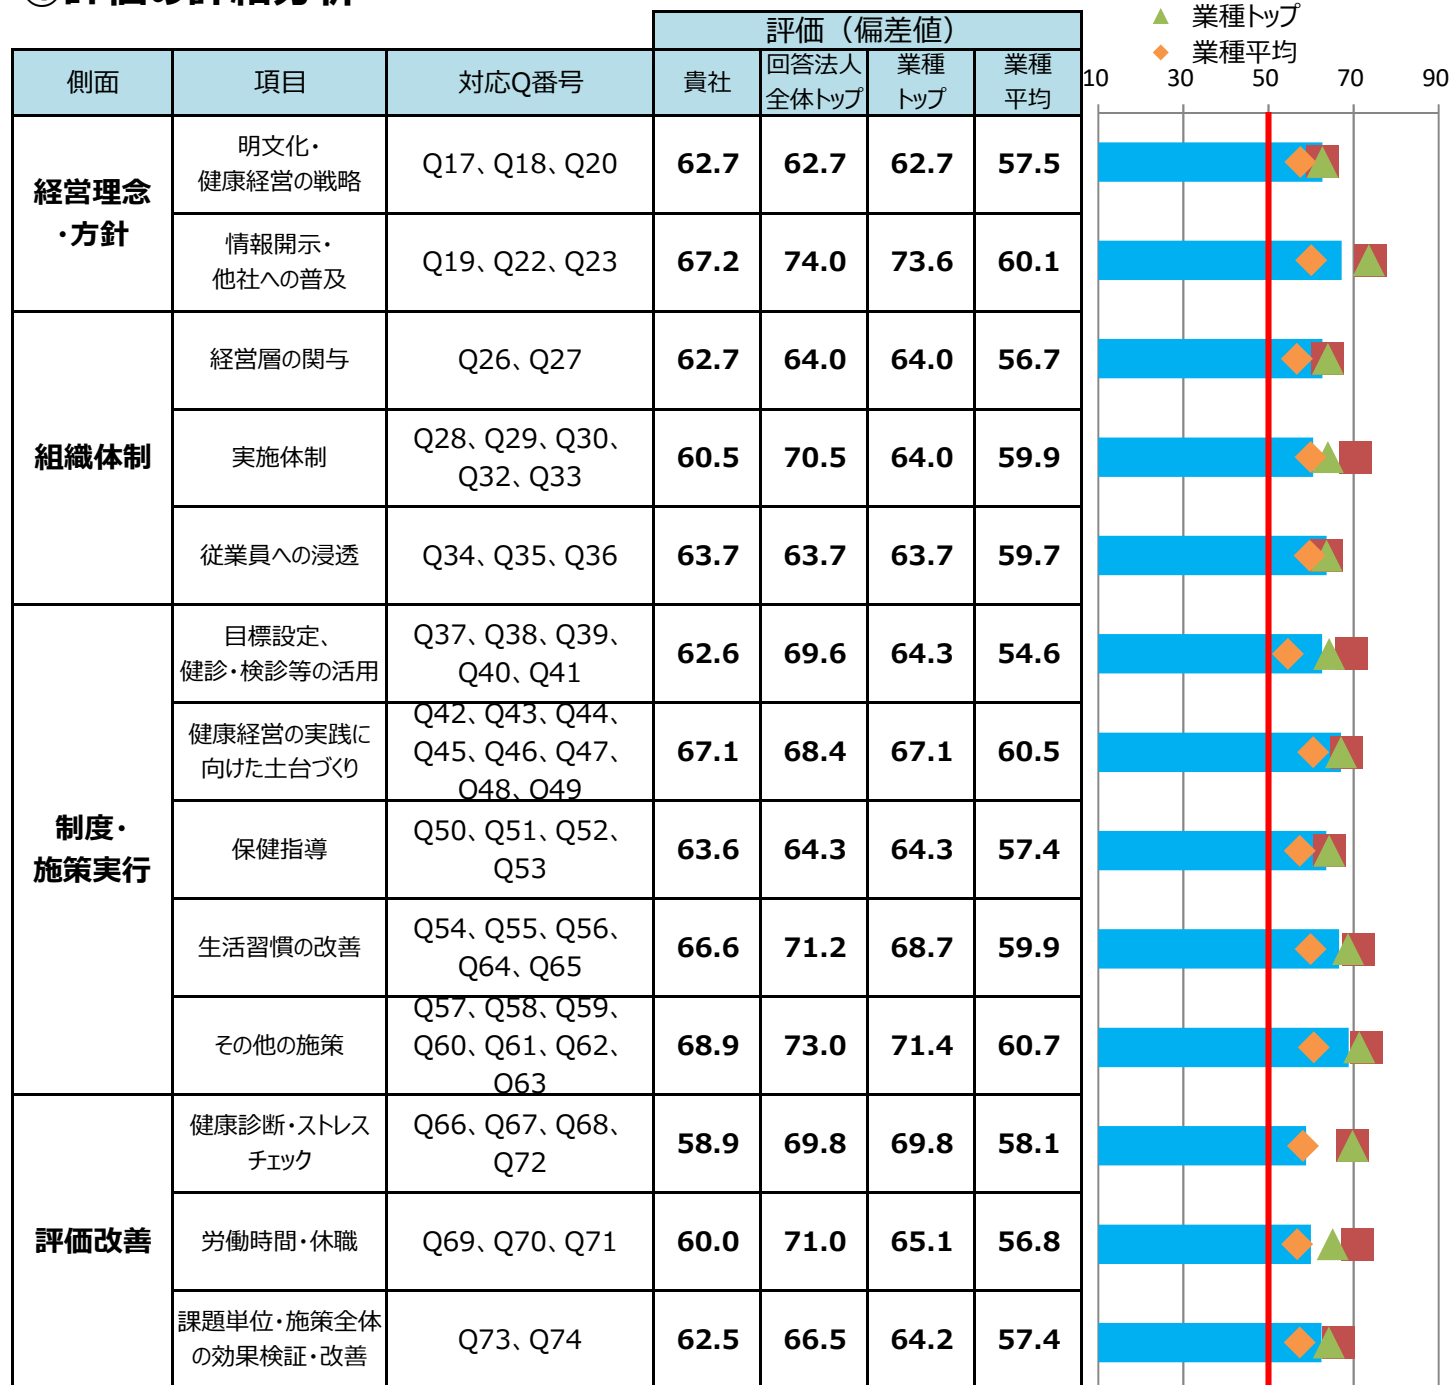 評価（偏差値）
業種トップ
業種平均
側面 項目 対応Q番号 貴社 回答法人 業種 業種
全体トップ トップ 平均
10 30 50 70 90
経営理念
・方針
明文化・
健康経営の戦略
Q17、Q18、Q20 62.7 62.7 62.7 57.5
情報開示・
他社への普及
Q19、Q22、Q23 67.2 74.0 73.6 60.1
組織体制
経営層の関与 Q26、Q27 62.7 64.0 64.0 56.7
実施体制
Q28、Q29、Q30、
Q32、Q33
60.5 70.5 64.0 59.9
従業員への浸透 Q34、Q35、Q36 63.7 63.7 63.7 59.7
制度・
施策実行
目標設定、
健診・検診等の活用
Q37、Q38、Q39、
Q40、Q41
62.6 69.6 64.3 54.6
健康経営の実践に
向けた土台づくり
Q42、Q43、Q44、
Q45、Q46、Q47、
Q48、Q49
67.1 68.4 67.1 60.5
保健指導
Q50、Q51、Q52、
Q53
63.6 64.3 64.3 57.4
生活習慣の改善
Q54、Q55、Q56、
Q64、Q65
66.6 71.2 68.7 59.9
その他の施策
Q57、Q58、Q59、
Q60、Q61、Q62、
Q63
68.9 73.0 71.4 60.7
評価改善
健康診断・ストレス
チェック
Q66、Q67、Q68、
Q72
58.9 69.8 69.8 58.1
労働時間・休職 Q69、Q70、Q71 60.0 71.0 65.1 56.8
課題単位・施策全体
の効果検証・改善
Q73、Q74 62.5 66.5 64.2 57.4